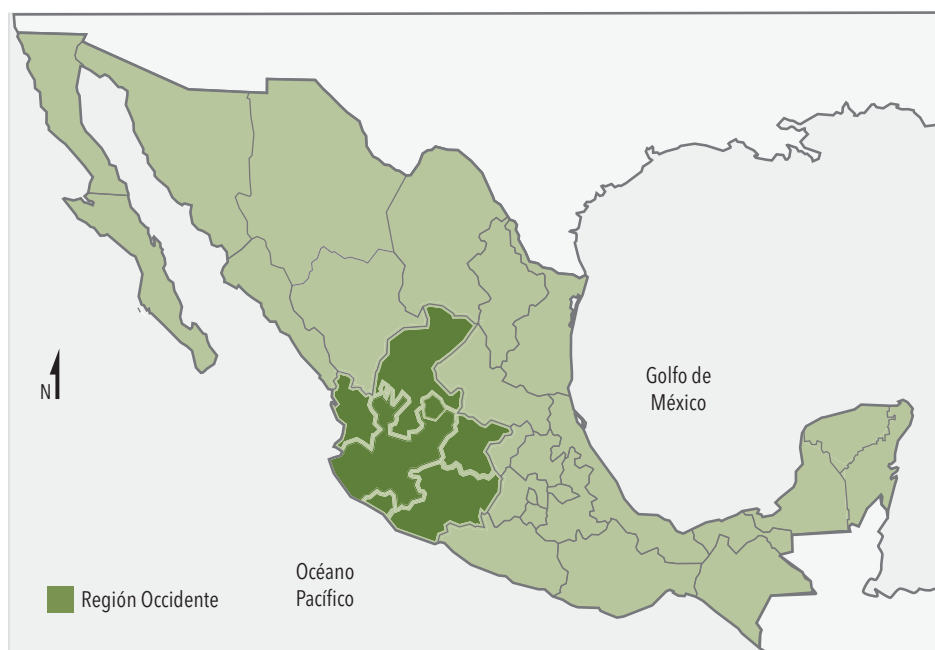 Golfo de
México
N
Océano
Pacífico
Región Occidente